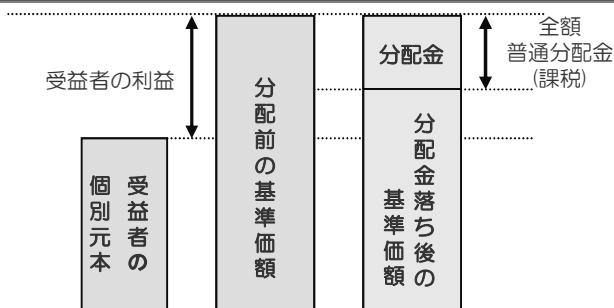 受益者の利益
受益者の
個別元本
分配前の基準価額
分配金
分配金落ち後の
基準価額
全額
普通分配金
(課税)